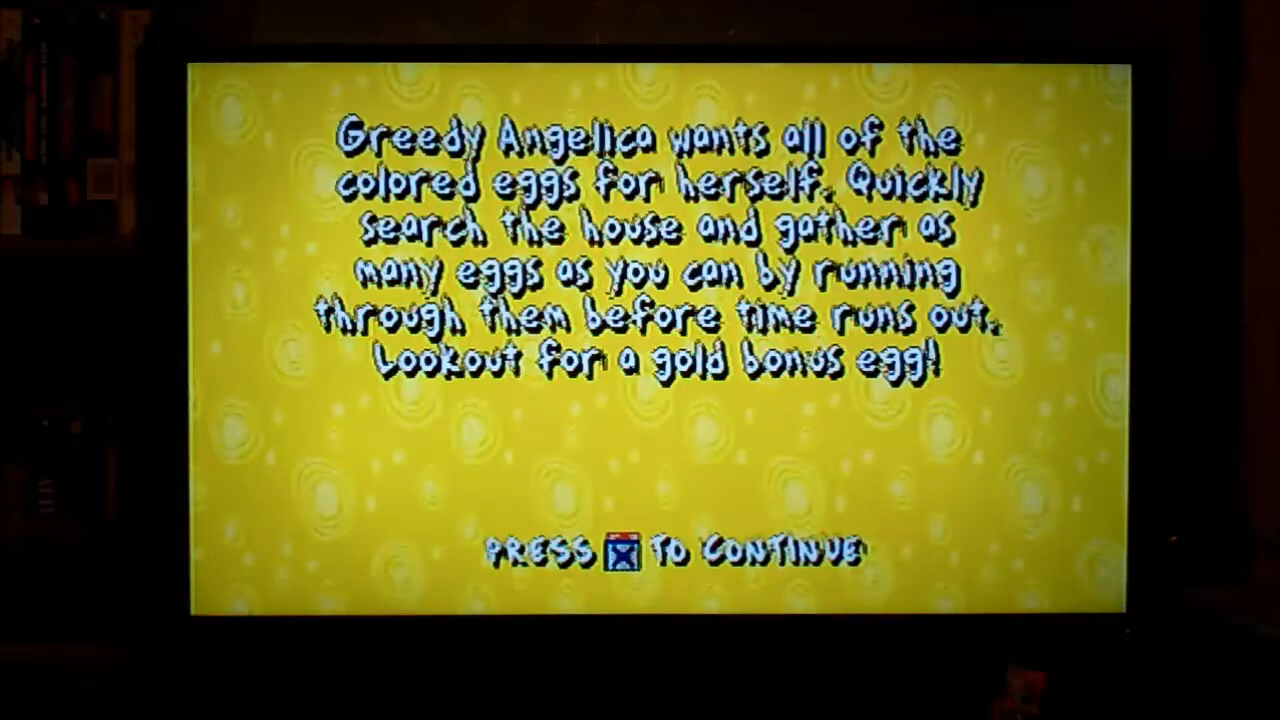 Greedy Angelica wants all of the
colored eggs for herself. Quickly
search the house and gather as
many eggs as you can by running
through them before time runs out.
Lookout for a gold bonus egg!
PRESS X TO CONTINUE